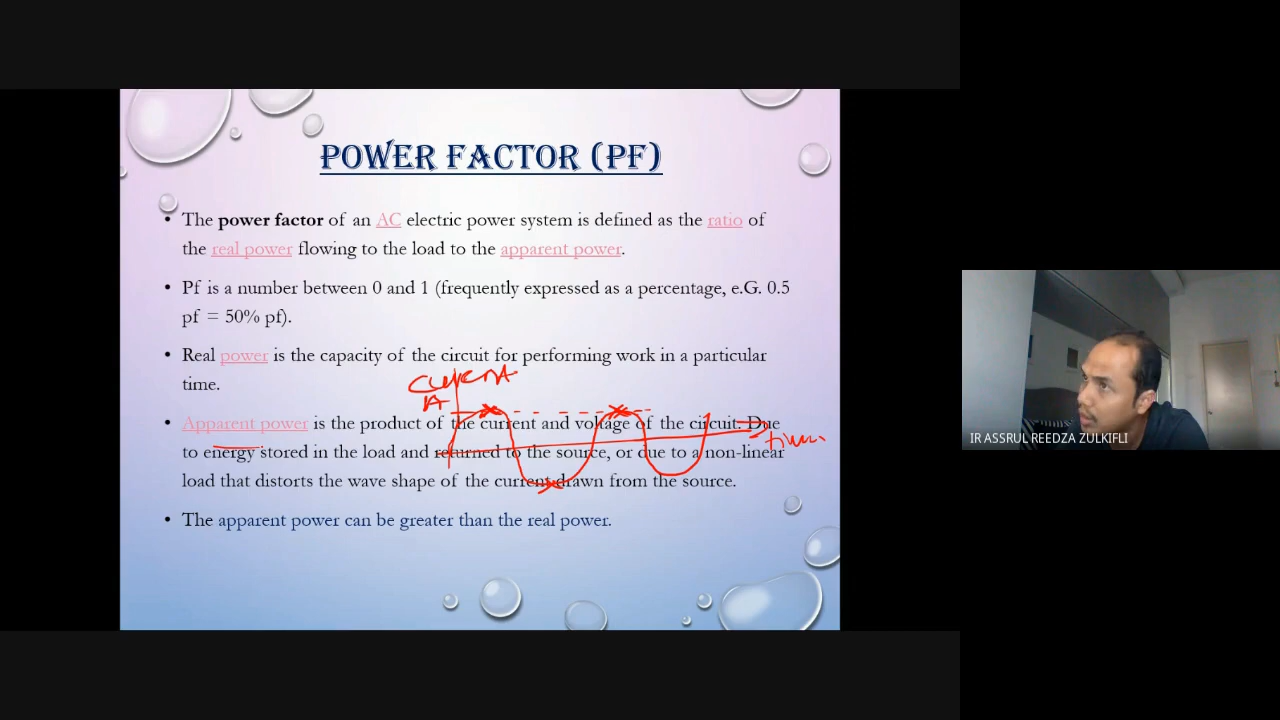 POWER FACTOR (PF)
• The power factor of an AC electric power system is defined as the ratio of
the real power flowing to the load to the apparent power.
• Pf is a number between 0 and 1 (frequently expressed as a percentage, e.G. 0.5
pf = 50% pf).
• Real power is the capacity of the circuit for performing work in a particular
time.
current
A
• Apparent power is the product of the current and voltage of the circuit. Due
to energy stored in the load and returned to the source, or due to a non-linear
load that distorts the wave shape of the current drawn from the source.
• The apparent power can be greater than the real power.
IR ASSRUL REEDZA ZULKIFLI